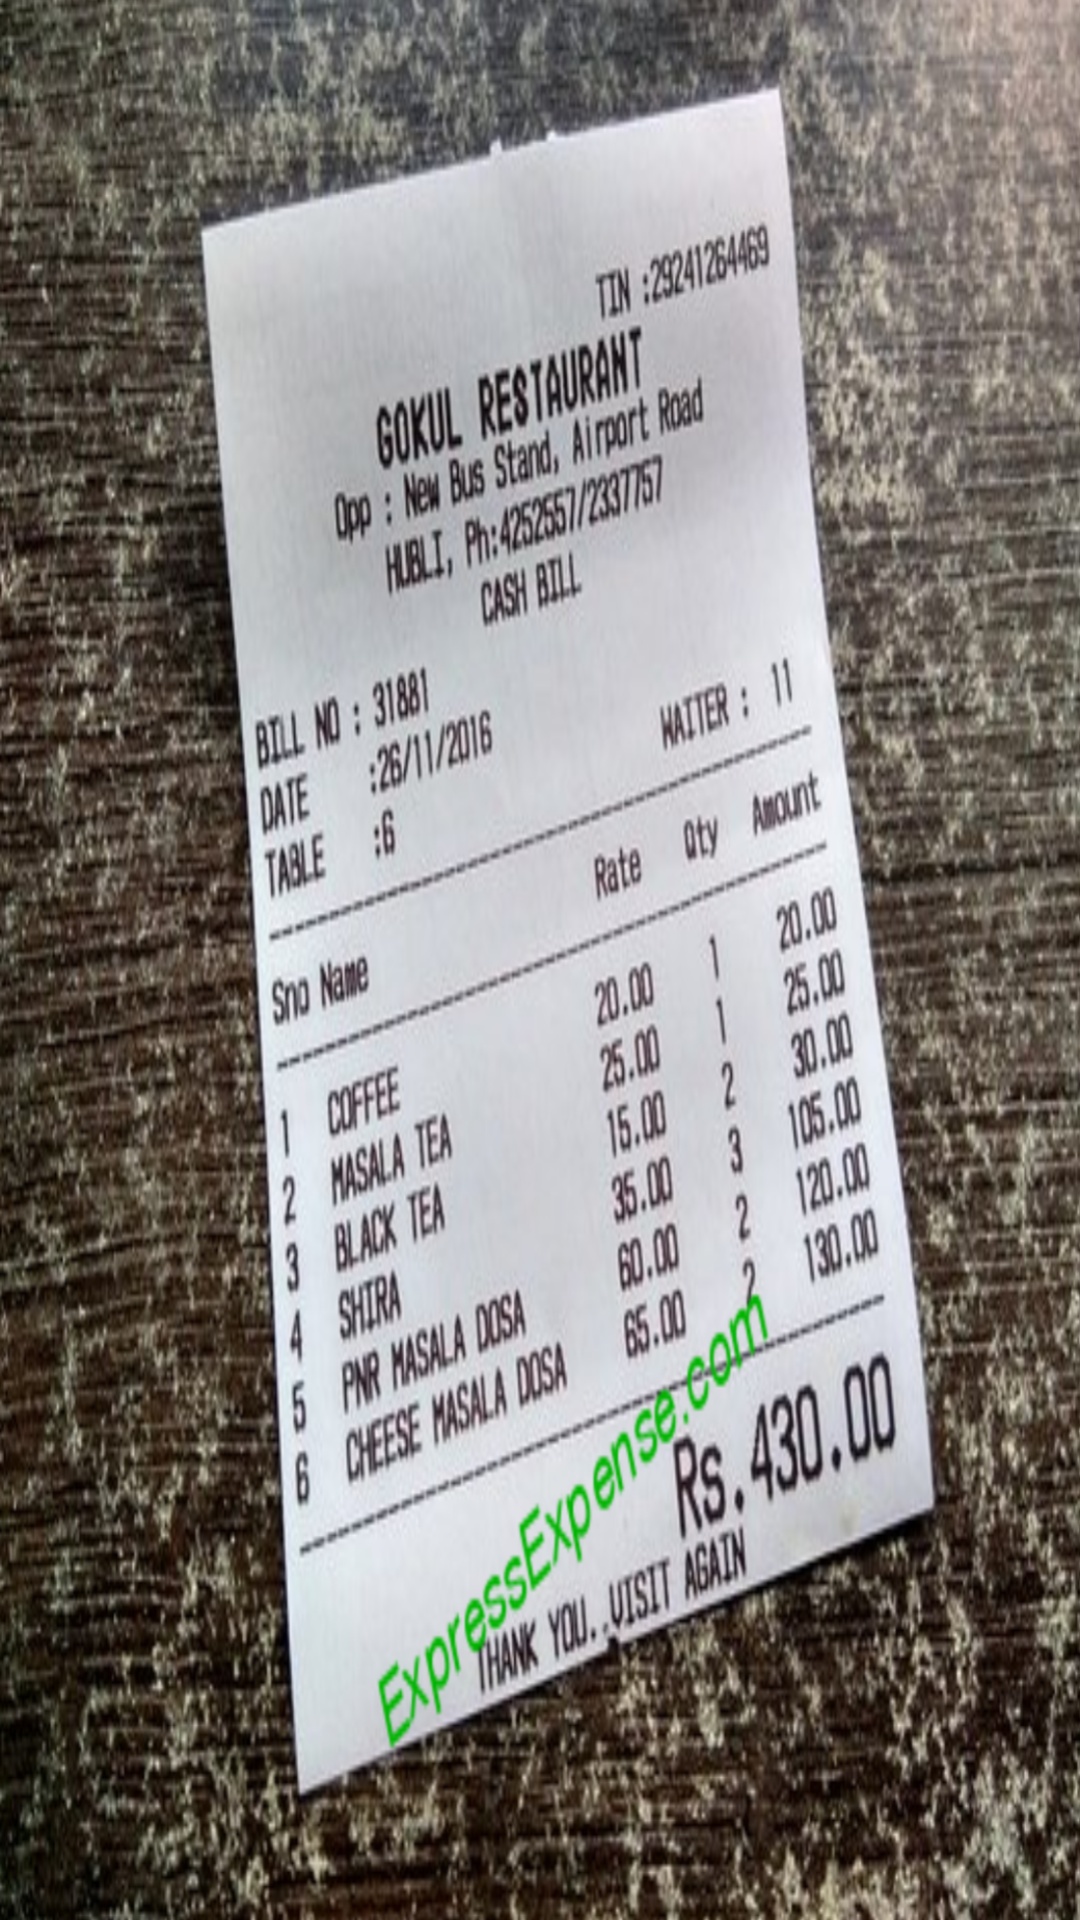 TIN :29241264469
GOKUL RESTAURANT
Opp : New Bus Stand, Airport Road
HUBLI, Ph:4252557/2337757
CASH BILL
BILL NO : 31881
DATE :26/11/2016 WAITER : 11
TABLE :6
Sno Name Rate Qty Amount
1 COFFEE 20.00 1 20.00
2 MASALA TEA 25.00 1 25.00
3 BLACK TEA 15.00 2 30.00
4 SHIRA 35.00 3 105.00
5 PNR MASALA DOSA 60.00 2 120.00
6 CHEESE MASALA DOSA 65.00 2 130.00
Rs.430.00
THANK YOU..VISIT AGAIN
ExpressExpense.com